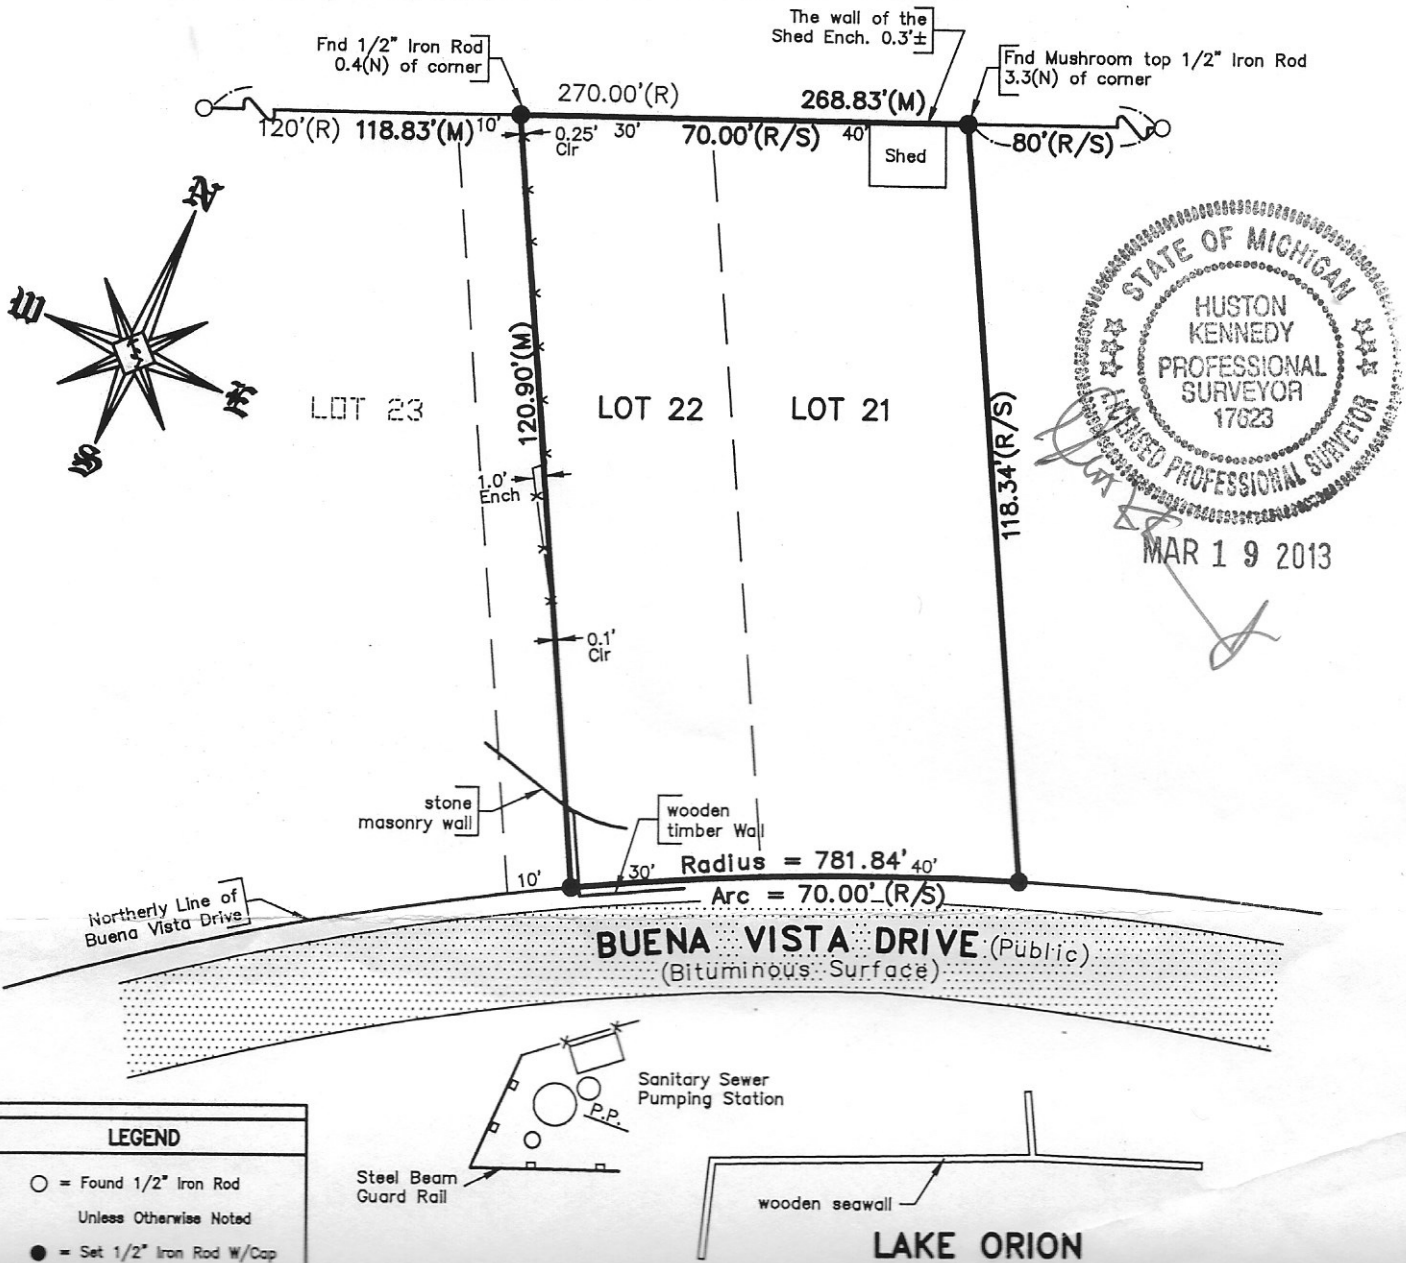 The wall of the
Shed Ench. 0.3'±
Fnd 1/2" Iron Rod
0.4(N) of corner
Fnd Mushroom top 1/2" Iron Rod
3.3(N) of corner
270.00'(R)
268.83'(M)
120'(R) 118.83'(M) 10'
0.25'
Clr
30'
70.00'(R/S)
40'
80'(R/S)
Shed
N
W
E
S
STATE OF MICHIGAN
HUSTON
KENNEDY
PROFESSIONAL
SURVEYOR
17623
LICENSED PROFESSIONAL SURVEYOR
MAR 19 2013
LOT 23
120.90'(M)
LOT 22
LOT 21
118.34'(R/S)
1.0'
Ench
0.1'
Clr
stone
masonry wall
wooden
timber Wall
10'
30'
Radius = 781.84'
40'
Arc = 70.00'(R/S)
Northerly Line of
Buena Vista Drive
BUENA VISTA DRIVE (Public)
(Bituminous Surface)
Sanitary Sewer
Pumping Station
P.P.
Steel Beam
Guard Rail
wooden seawall
LAKE ORION
LEGEND
= Found 1/2" Iron Rod
Unless Otherwise Noted
= Set 1/2" Iron Rod W/Cap